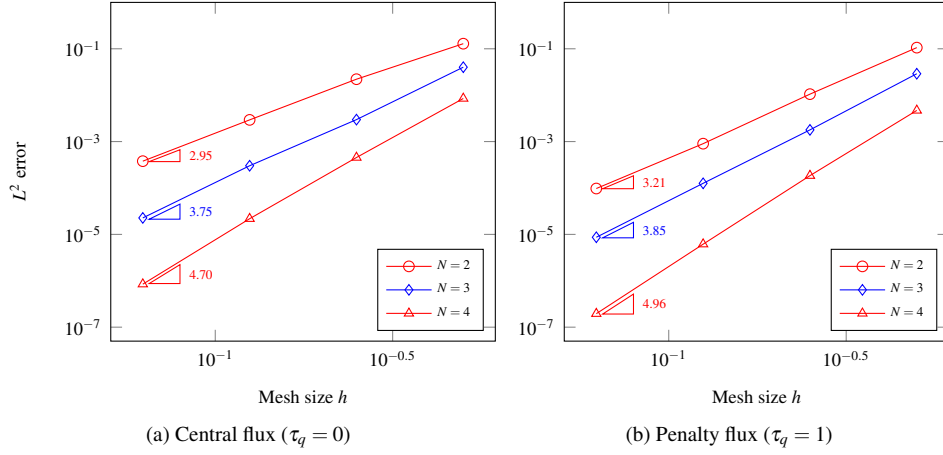 10^{-1}
10^{-3}
10^{-5}
10^{-7}
L^2 error
2.95
3.75
4.70
N = 2
N = 3
N = 4
10^{-1}
10^{-0.5}
Mesh size h
(a) Central flux (τ_q = 0)
10^{-1}
10^{-3}
10^{-5}
10^{-7}
3.21
3.85
4.96
N = 2
N = 3
N = 4
10^{-1}
10^{-0.5}
Mesh size h
(b) Penalty flux (τ_q = 1)